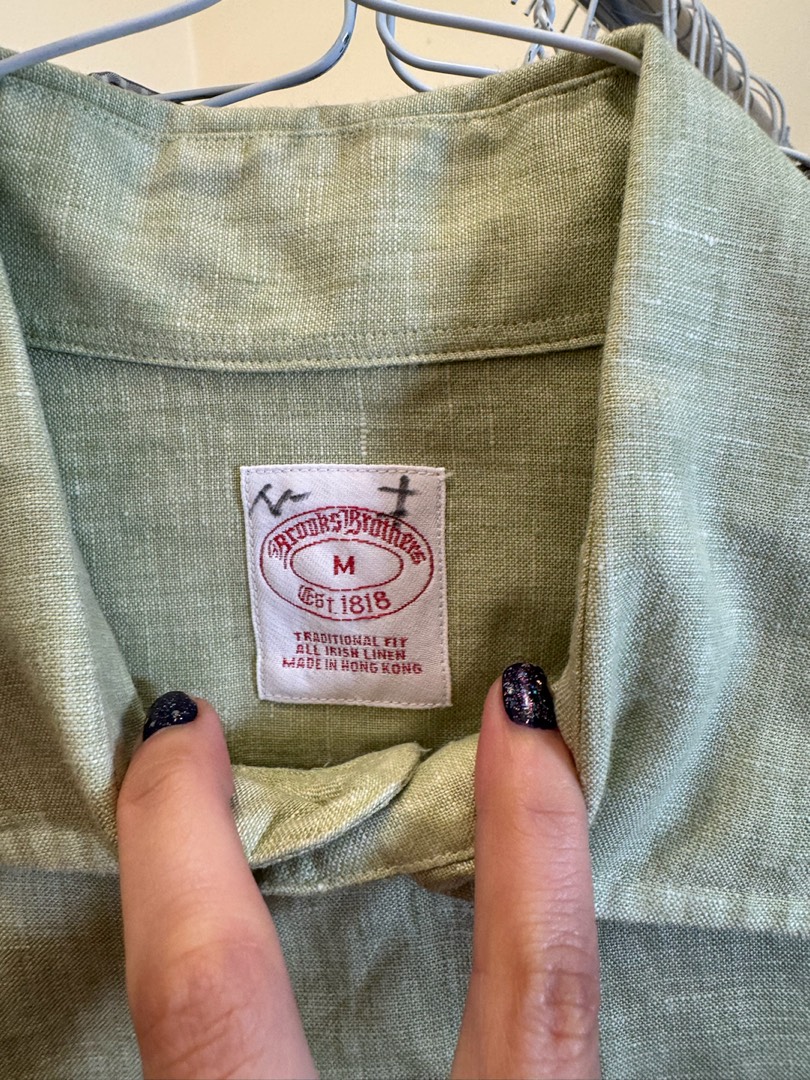 Brooks Brothers
M
Est. 1818
TRADITIONAL FIT
ALL IRISH LINEN
MADE IN HONG KONG